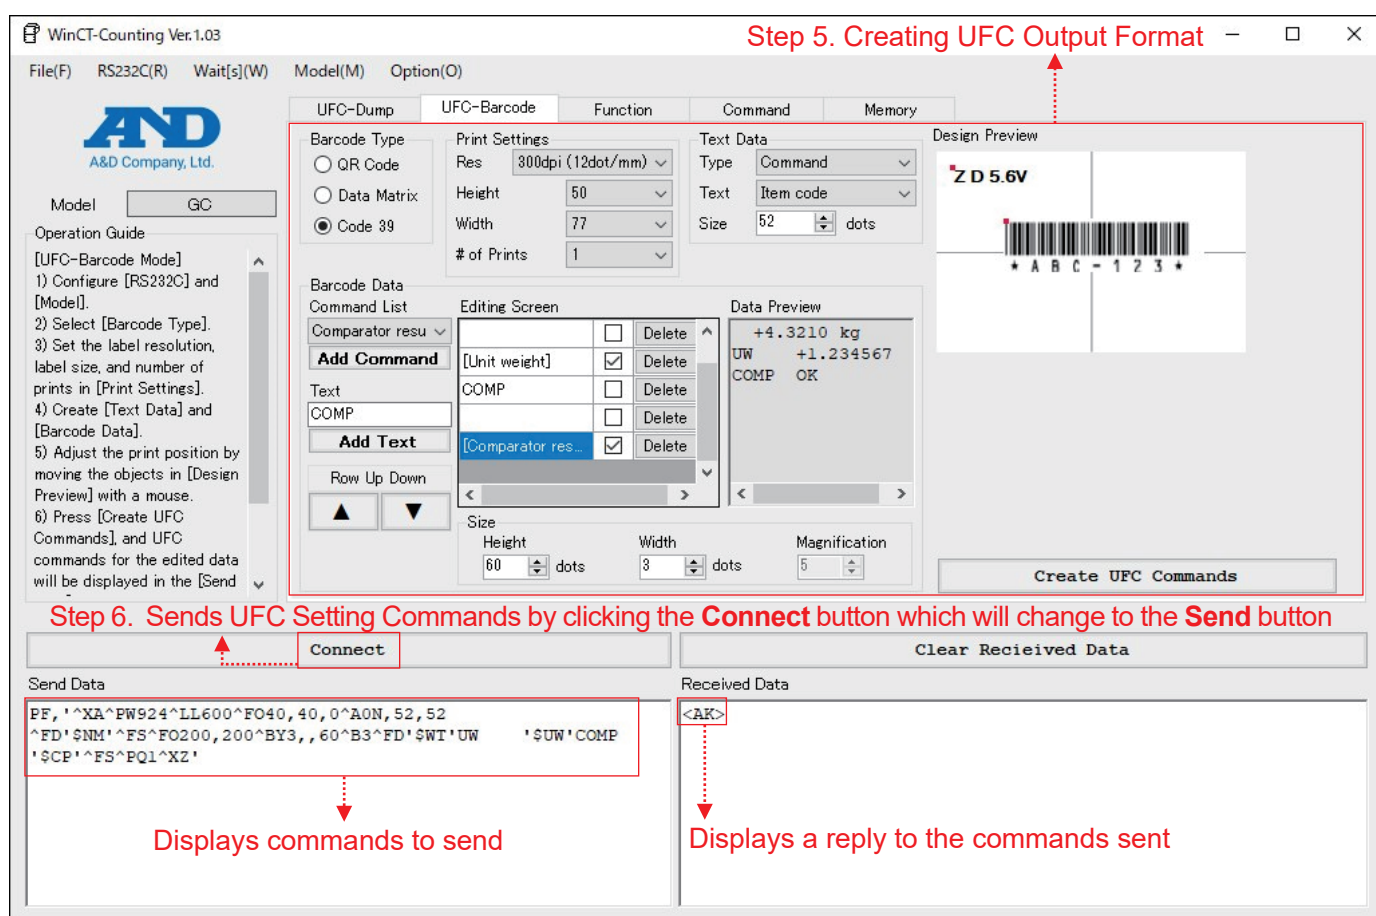 WinCT-Counting Ver.1.03
Step 5. Creating UFC Output Format
File(F) RS232C(R) Wait[s](W) Model(M) Option(O)
AND
A&D Company, Ltd.
Model GC
Operation Guide
[UFC-Barcode Mode]
1) Configure [RS232C] and
[Model].
2) Select [Barcode Type].
3) Set the label resolution,
label size, and number of
prints in [Print Settings].
4) Create [Text Data] and
[Barcode Data].
5) Adjust the print position by
moving the objects in [Design
Preview] with a mouse.
6) Press [Create UFC
Commands], and UFC
commands for the edited data
will be displayed in the [Send
UFC-Dump UFC-Barcode Function Command Memory
Barcode Type
QR Code
Data Matrix
Code 39
Print Settings
Res 300dpi (12dot/mm)
Height 50
Width 77
# of Prints 1
Text Data
Type Command
Text Item code
Size 52 dots
Design Preview
Z D 5.6V
* A B C - 1 2 3 *
Barcode Data
Command List
Comparator resu
Add Command
Text
COMP
Add Text
Row Up Down
▲ ▼
Editing Screen
Delete
[Unit weight] Delete
COMP Delete
Delete
[Comparator res... Delete
Data Preview
+4.3210 kg
UW +1.234567
COMP OK
Size
Height Width Magnification
60 dots 3 dots 5
Create UFC Commands
Step 6. Sends UFC Setting Commands by clicking the Connect button which will change to the Send button
Connect
Clear Recieived Data
Send Data
PF,'^XA^PW924^LL600^FO40,40,0^A0N,52,52
^FD'$NM'^FS^FO200,200^BY3,,60^B3^FD'$WT'UW '$UW'COMP
'$CP'^FS^PQ1^XZ'
Displays commands to send
Received Data
<AK>
Displays a reply to the commands sent